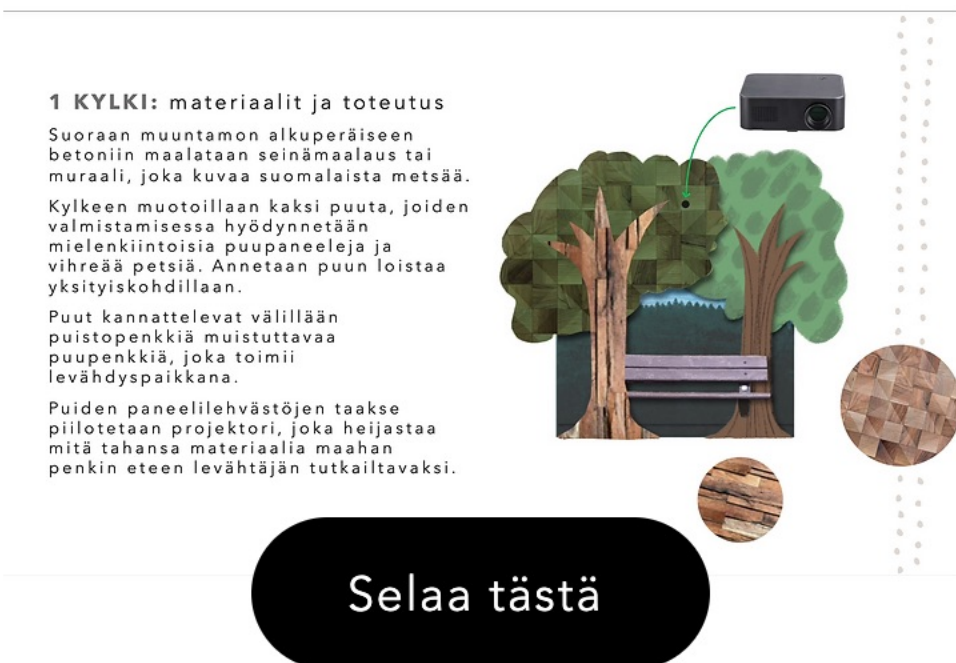 1 KYLKI: materiaalit ja toteutus
Suoraan muuntamon alkuperäiseen
betoniin maalataan seinämaalaus tai
muraali, joka kuvaa suomalaista metsää.
Kylkeen muotoillaan kaksi puuta, joiden
valmistamisessa hyödynnetään
mielenkiintoisia puupaneeleja ja
vihreää petsiä. Annetaan puun loistaa
yksityiskohdillaan.
Puut kannattelevat välillään
puistopenkkiä muistuttavaa
puupenkkiä, joka toimii
levähdyspaikkana.
Puiden paneelilehvästöjen taakse
piilotetaan projektori, joka heijastaa
mitä tahansa materiaalia maahan
penkin eteen levähtäjän tutkailtavaksi.
Selaa tästä